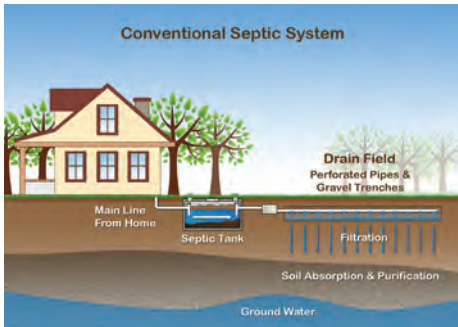 Conventional Septic System
Drain Field
Perforated Pipes &
Gravel Trenches
Main Line
From Home
Septic Tank
Filtration
Soil Absorption & Purification
Ground Water